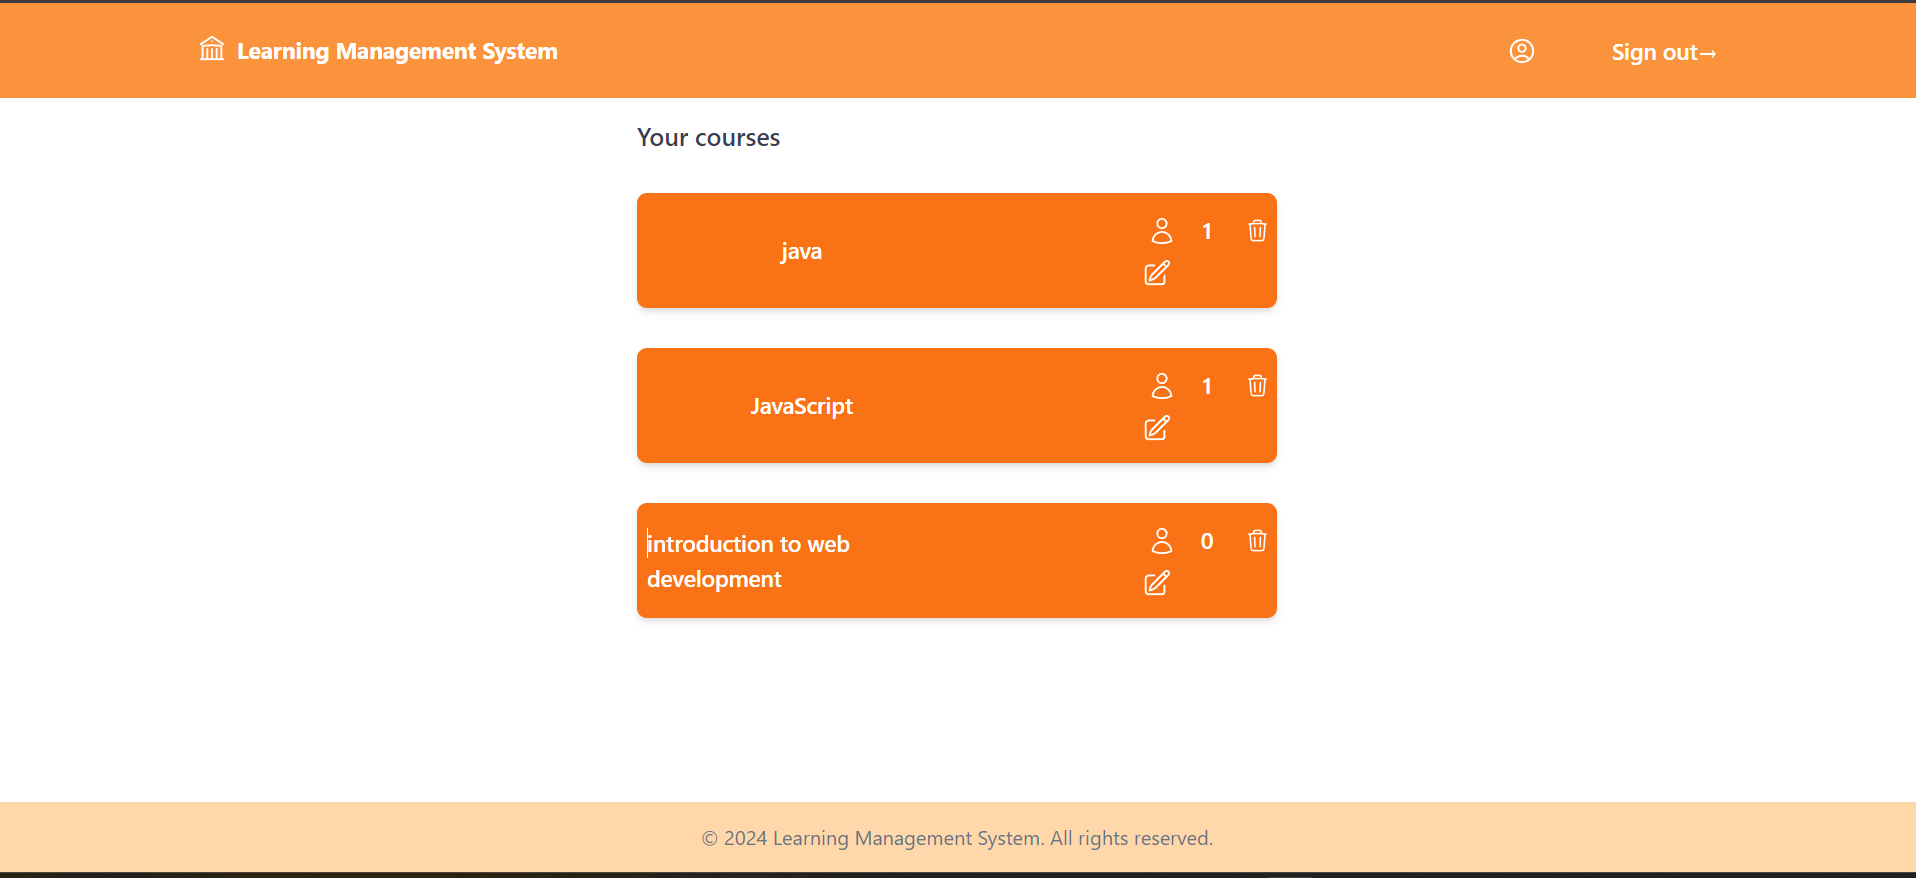 Learning Management System
Sign out→
Your courses
java
1
JavaScript
1
introduction to web
development
0
© 2024 Learning Management System. All rights reserved.